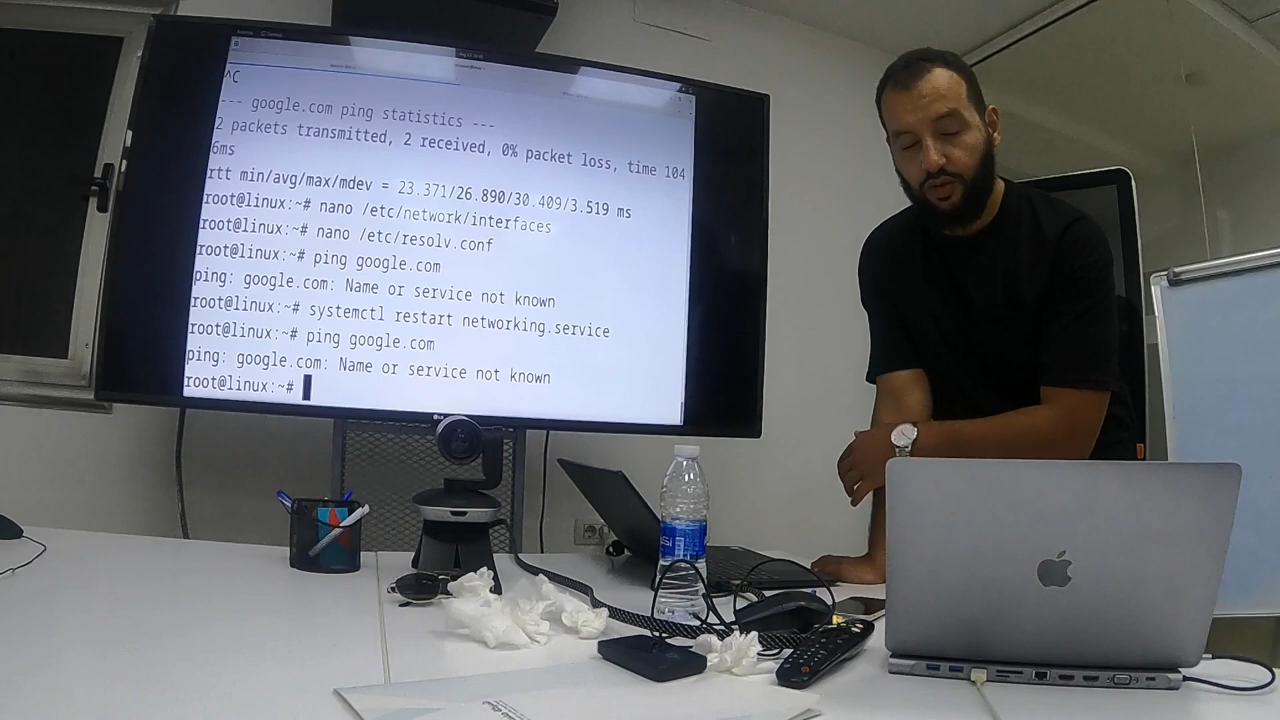 ^C
--- google.com ping statistics ---
2 packets transmitted, 2 received, 0% packet loss, time 104
6ms
rtt min/avg/max/mdev = 23.371/26.890/30.409/3.519 ms
root@linux:~# nano /etc/network/interfaces
root@linux:~# nano /etc/resolv.conf
root@linux:~# ping google.com
ping: google.com: Name or service not known
root@linux:~# systemctl restart networking.service
root@linux:~# ping google.com
ping: google.com: Name or service not known
root@linux:~#
LG